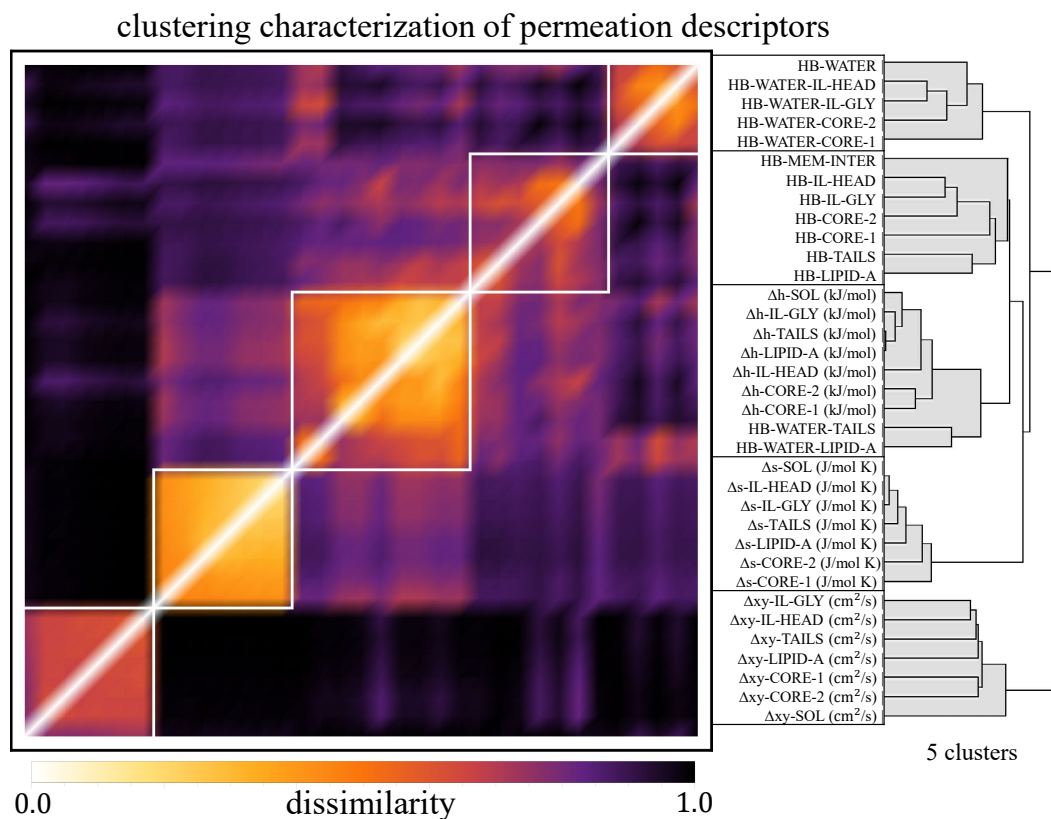 clustering characterization of permeation descriptors
HB-WATER
HB-WATER-IL-HEAD
HB-WATER-IL-GLY
HB-WATER-CORE-2
HB-WATER-CORE-1
HB-MEM-INTER
HB-IL-HEAD
HB-IL-GLY
HB-CORE-2
HB-CORE-1
HB-TAILS
HB-LIPID-A
Δh-SOL (kJ/mol)
Δh-IL-GLY (kJ/mol)
Δh-TAILS (kJ/mol)
Δh-LIPID-A (kJ/mol)
Δh-IL-HEAD (kJ/mol)
Δh-CORE-2 (kJ/mol)
Δh-CORE-1 (kJ/mol)
HB-WATER-TAILS
HB-WATER-LIPID-A
Δs-SOL (J/mol K)
Δs-IL-HEAD (J/mol K)
Δs-IL-GLY (J/mol K)
Δs-TAILS (J/mol K)
Δs-LIPID-A (J/mol K)
Δs-CORE-2 (J/mol K)
Δs-CORE-1 (J/mol K)
Δxy-IL-GLY (cm²/s)
Δxy-IL-HEAD (cm²/s)
Δxy-TAILS (cm²/s)
Δxy-LIPID-A (cm²/s)
Δxy-CORE-1 (cm²/s)
Δxy-CORE-2 (cm²/s)
Δxy-SOL (cm²/s)
5 clusters
0.0 dissimilarity 1.0